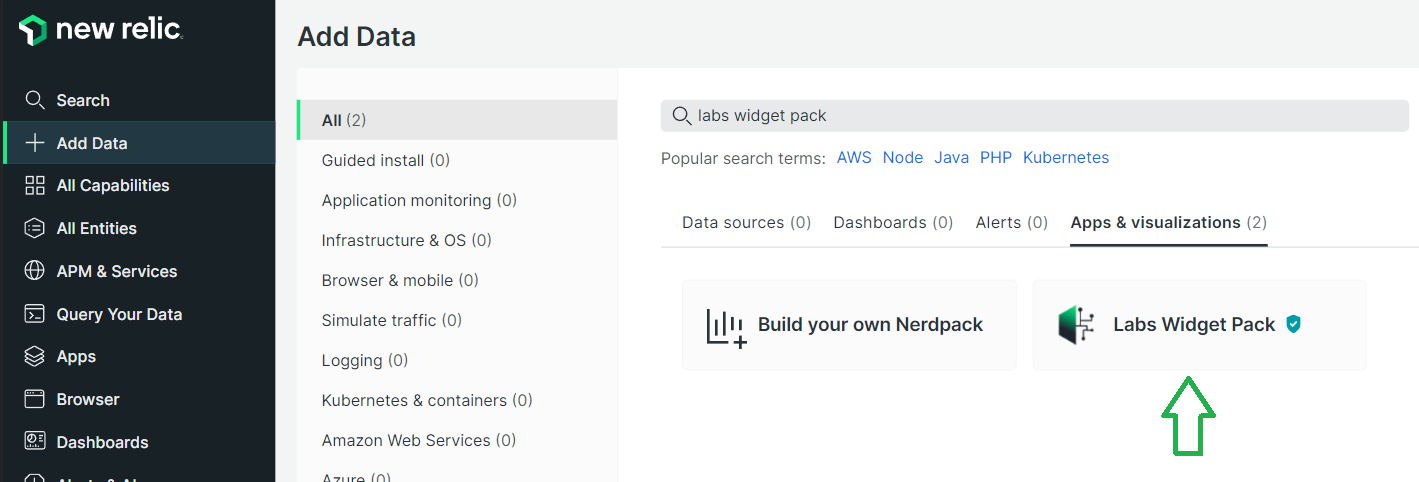 new relic
Add Data
Search
Add Data
All Capabilities
All Entities
APM & Services
Query Your Data
Apps
Browser
Dashboards
All (2)
Guided install (0)
Application monitoring (0)
Infrastructure & OS (0)
Browser & mobile (0)
Simulate traffic (0)
Logging (0)
Kubernetes & containers (0)
Amazon Web Services (0)
Azure (0)
labs widget pack
Popular search terms: AWS Node Java PHP Kubernetes
Data sources (0) Dashboards (0) Alerts (0) Apps & visualizations (2)
Build your own Nerdpack
Labs Widget Pack